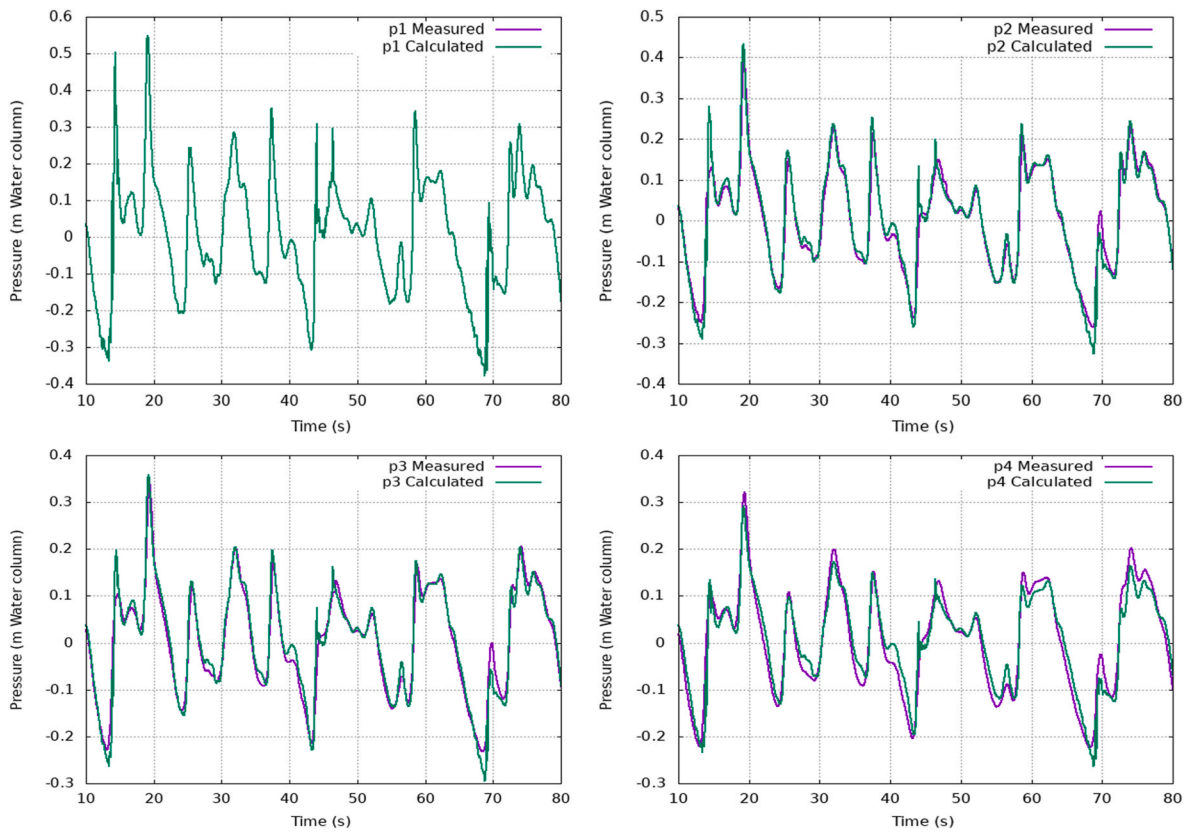 p1 Measured
p1 Calculated
0.6
0.5
0.4
0.3
0.2
0.1
0
-0.1
-0.2
-0.3
-0.4
Pressure (m Water column)
10 20 30 40 50 60 70 80
Time (s)
p2 Measured
p2 Calculated
0.5
0.4
0.3
0.2
0.1
0
-0.1
-0.2
-0.3
-0.4
Pressure (m Water column)
10 20 30 40 50 60 70 80
Time (s)
p3 Measured
p3 Calculated
0.4
0.3
0.2
0.1
0
-0.1
-0.2
-0.3
Pressure (m Water column)
10 20 30 40 50 60 70 80
Time (s)
p4 Measured
p4 Calculated
0.4
0.3
0.2
0.1
0
-0.1
-0.2
-0.3
Pressure (m Water column)
10 20 30 40 50 60 70 80
Time (s)